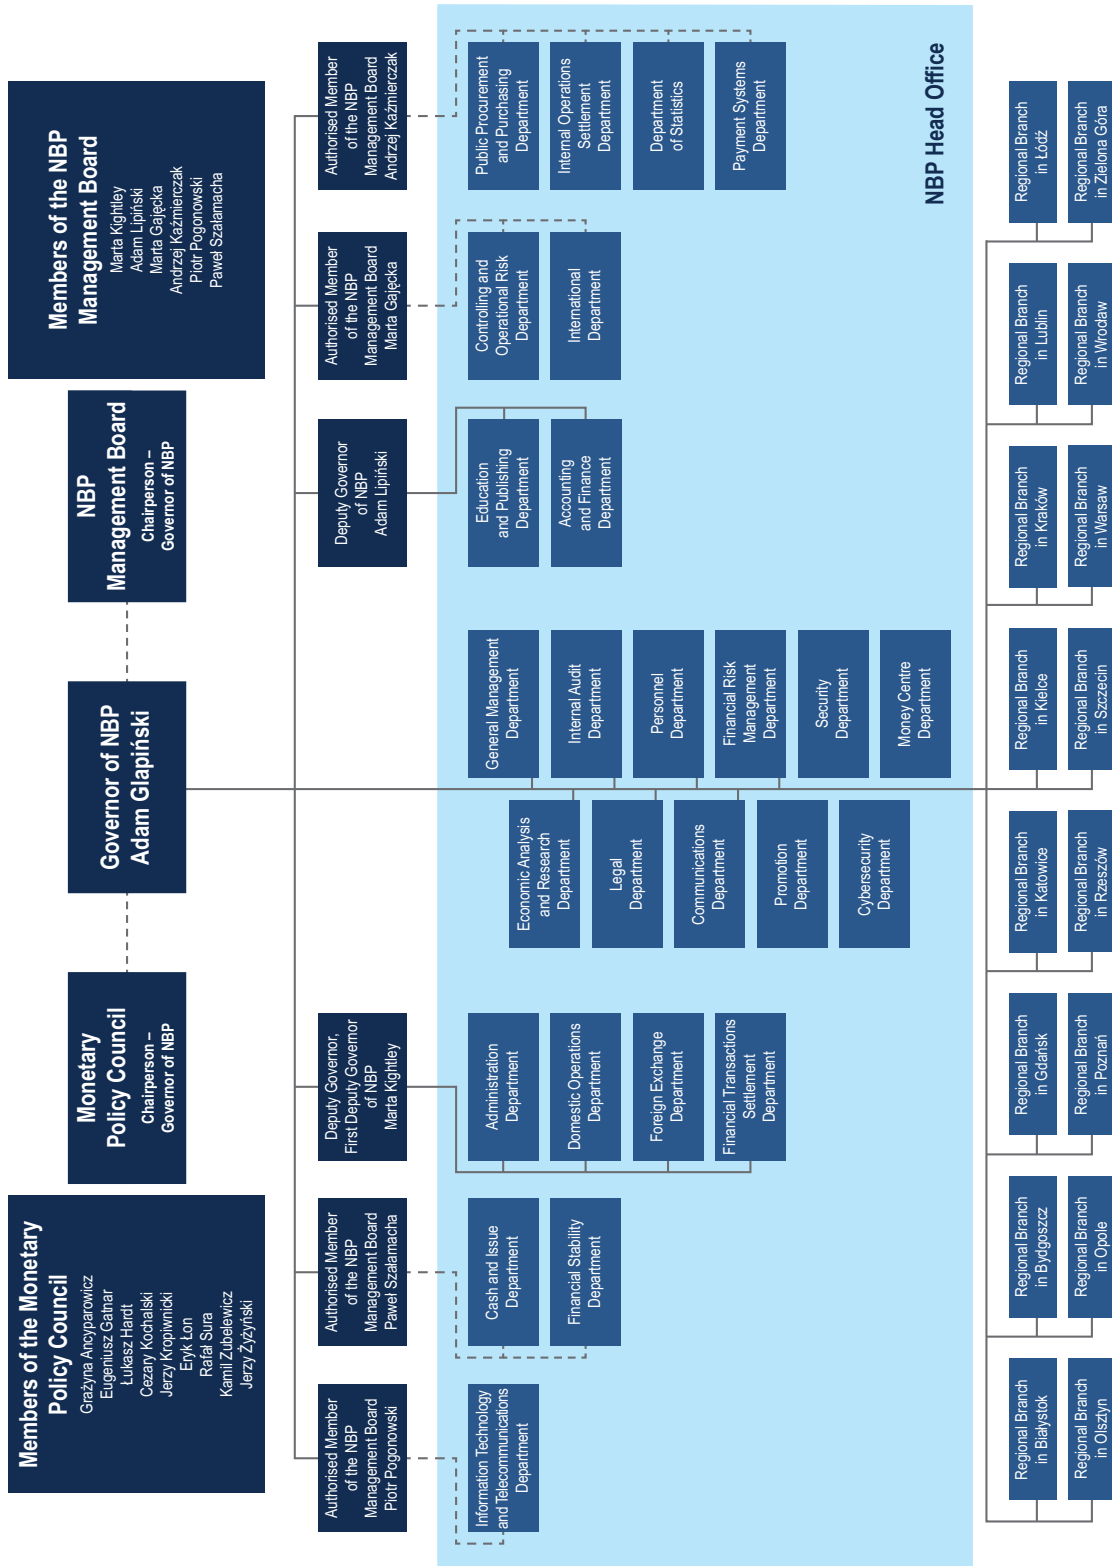 Members of the Monetary
Policy Council
Grażyna Ancyparowicz
Eugeniusz Gatnar
Łukasz Hardt
Cezary Kochalski
Jerzy Kropiwnicki
Eryk Łon
Rafał Sura
Kamil Zubelewicz
Jerzy Żyżyński
Monetary
Policy Council
Chairperson –
Governor of NBP
Governor of NBP
Adam Glapiński
NBP
Management Board
Chairperson –
Governor of NBP
Members of the NBP
Management Board
Marta Kightley
Adam Lipiński
Marta Gajęcka
Andrzej Kaźmierczak
Piotr Pogonowski
Paweł Szałamacha
Authorised Member
of the NBP
Management Board
Piotr Pogonowski
Authorised Member
of the NBP
Management Board
Paweł Szałamacha
Deputy Governor,
First Deputy Governor
of NBP
Marta Kightley
Deputy Governor
of NBP
Adam Lipiński
Authorised Member
of the NBP
Management Board
Marta Gajęcka
Authorised Member
of the NBP
Management Board
Andrzej Kaźmierczak
Information Technology
and Telecommunications
Department
Cash and Issue
Department
Financial Stability
Department
Administration
Department
Domestic Operations
Department
Foreign Exchange
Department
Financial Transactions
Settlement
Department
Economic Analysis
and Research
Department
Legal
Department
Communications
Department
Promotion
Department
Cybersecurity
Department
General Management
Department
Internal Audit
Department
Personnel
Department
Financial Risk
Management
Department
Security
Department
Money Centre
Department
Education
and Publishing
Department
Accounting
and Finance
Department
Controlling and
Operational Risk
Department
International
Department
Public Procurement
and Purchasing
Department
Internal Operations
Settlement
Department
Department
of Statistics
Payment Systems
Department
NBP Head Office
Regional Branch
in Białystok
Regional Branch
in Bydgoszcz
Regional Branch
in Gdańsk
Regional Branch
in Katowice
Regional Branch
in Kielce
Regional Branch
in Kraków
Regional Branch
in Lublin
Regional Branch
in Łódź
Regional Branch
in Olsztyn
Regional Branch
in Opole
Regional Branch
in Poznań
Regional Branch
in Rzeszów
Regional Branch
in Szczecin
Regional Branch
in Warsaw
Regional Branch
in Wrocław
Regional Branch
in Zielona Góra